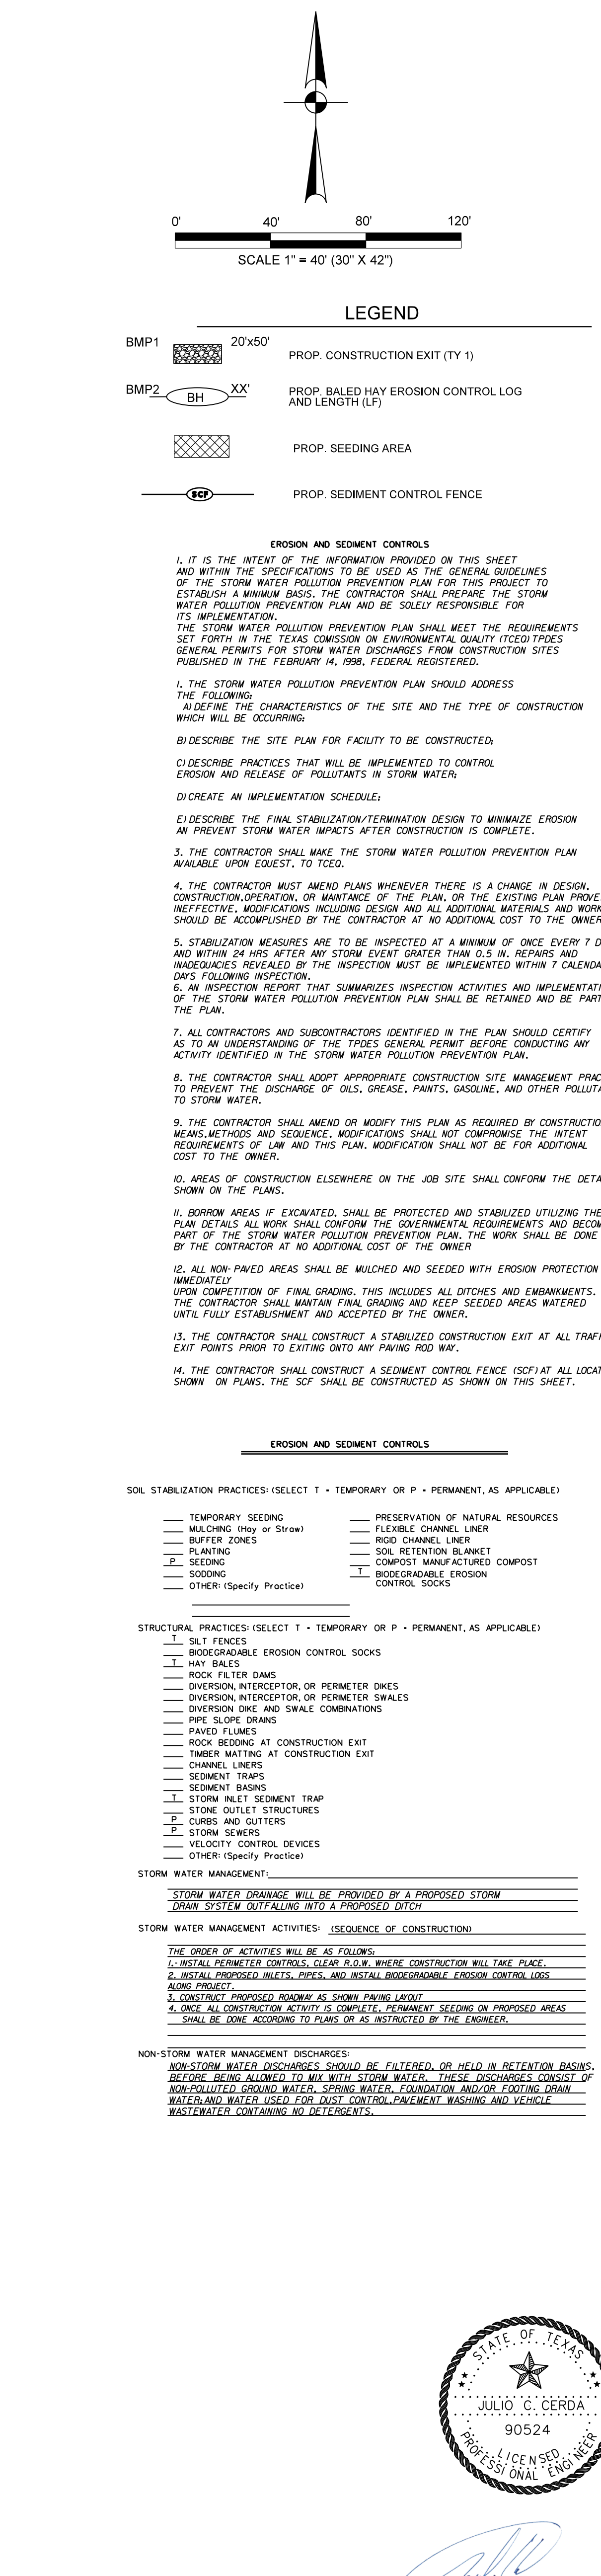 0' 40' 80' 120'
SCALE 1" = 40' (30" X 42")
LEGEND
BMP1 20'x50' PROP. CONSTRUCTION EXIT (TY 1)
BMP2 BH XX' PROP. BALED HAY EROSION CONTROL LOG
AND LENGTH (LF)
PROP. SEEDING AREA
SCF PROP. SEDIMENT CONTROL FENCE
EROSION AND SEDIMENT CONTROLS
1. IT IS THE INTENT OF THE INFORMATION PROVIDED ON THIS SHEET
AND WITHIN THE SPECIFICATIONS TO BE USED AS THE GENERAL GUIDELINES
OF THE STORM WATER POLLUTION PREVENTION PLAN FOR THIS PROJECT TO
ESTABLISH A MINIMUM BASIS. THE CONTRACTOR SHALL PREPARE THE STORM
WATER POLLUTION PREVENTION PLAN AND BE SOLELY RESPONSIBLE FOR
ITS IMPLEMENTATION.
THE STORM WATER POLLUTION PREVENTION PLAN SHALL MEET THE REQUIREMENTS
SET FORTH IN THE TEXAS COMISSION ON ENVIRONMENTAL QUALITY (TCEQ) TPDES
GENERAL PERMITS FOR STORM WATER DISCHARGES FROM CONSTRUCTION SITES
PUBLISHED IN THE FEBRUARY 14, 1998, FEDERAL REGISTERED.
1. THE STORM WATER POLLUTION PREVENTION PLAN SHOULD ADDRESS
THE FOLLOWING:
A) DEFINE THE CHARACTERISTICS OF THE SITE AND THE TYPE OF CONSTRUCTION
WHICH WILL BE OCCURRING;
B) DESCRIBE THE SITE PLAN FOR FACILITY TO BE CONSTRUCTED;
C) DESCRIBE PRACTICES THAT WILL BE IMPLEMENTED TO CONTROL
EROSION AND RELEASE OF POLLUTANTS IN STORM WATER;
D) CREATE AN IMPLEMENTATION SCHEDULE;
E) DESCRIBE THE FINAL STABILIZATION/TERMINATION DESIGN TO MINIMAIZE EROSION
AN PREVENT STORM WATER IMPACTS AFTER CONSTRUCTION IS COMPLETE.
3. THE CONTRACTOR SHALL MAKE THE STORM WATER POLLUTION PREVENTION PLAN
AVAILABLE UPON EQUEST, TO TCEQ.
4. THE CONTRACTOR MUST AMEND PLANS WHENEVER THERE IS A CHANGE IN DESIGN,
CONSTRUCTION,OPERATION, OR MAINTANCE OF THE PLAN, OR THE EXISTING PLAN PROVE
INEFFECTIVE, MODIFICATIONS INCLUDING DESIGN AND ALL ADDITIONAL MATERIALS AND WORK
SHOULD BE ACCOMPLISHED BY THE CONTRACTOR AT NO ADDITIONAL COST TO THE OWNER
5. STABILIZATION MEASURES ARE TO BE INSPECTED AT A MINIMUM OF ONCE EVERY 7 D
AND WITHIN 24 HRS AFTER ANY STORM EVENT GRATER THAN 0.5 IN. REPAIRS AND
INADEQUACIES REVEALED BY THE INSPECTION MUST BE IMPLEMENTED WITHIN 7 CALENDA
DAYS FOLLOWING INSPECTION.
6. AN INSPECTION REPORT THAT SUMMARIZES INSPECTION ACTIVITIES AND IMPLEMENTATI
OF THE STORM WATER POLLUTION PREVENTION PLAN SHALL BE RETAINED AND BE PART
THE PLAN.
7. ALL CONTRACTORS AND SUBCONTRACTORS IDENTIFIED IN THE PLAN SHOULD CERTIFY
AS TO AN UNDERSTANDING OF THE TPDES GENERAL PERMIT BEFORE CONDUCTING ANY
ACTIVITY IDENTIFIED IN THE STORM WATER POLLUTION PREVENTION PLAN.
8. THE CONTRACTOR SHALL ADOPT APPROPRIATE CONSTRUCTION SITE MANAGEMENT PRAC
TO PREVENT THE DISCHARGE OF OILS, GREASE, PAINTS, GASOLINE, AND OTHER POLLUTA
TO STORM WATER.
9. THE CONTRACTOR SHALL AMEND OR MODIFY THIS PLAN AS REQUIRED BY CONSTRUCTIO
MEANS,METHODS AND SEQUENCE, MODIFICATIONS SHALL NOT COMPROMISE THE INTENT
REQUIREMENTS OF LAW AND THIS PLAN. MODIFICATION SHALL NOT BE FOR ADDITIONAL
COST TO THE OWNER.
10. AREAS OF CONSTRUCTION ELSEWHERE ON THE JOB SITE SHALL CONFORM THE DETA
SHOWN ON THE PLANS.
11. BORROW AREAS IF EXCAVATED, SHALL BE PROTECTED AND STABILIZED UTILIZING THE
PLAN DETAILS ALL WORK SHALL CONFORM THE GOVERNMENTAL REQUIREMENTS AND BECOM
PART OF THE STORM WATER POLLUTION PREVENTION PLAN. THE WORK SHALL BE DONE
BY THE CONTRACTOR AT NO ADDITIONAL COST OF THE OWNER
12. ALL NON-PAVED AREAS SHALL BE MULCHED AND SEEDED WITH EROSION PROTECTION
IMMEDIATELY
UPON COMPETITION OF FINAL GRADING. THIS INCLUDES ALL DITCHES AND EMBANKMENTS.
THE CONTRACTOR SHALL MANTAIN FINAL GRADING AND KEEP SEEDED AREAS WATERED
UNTIL FULLY ESTABLISHMENT AND ACCEPTED BY THE OWNER.
13. THE CONTRACTOR SHALL CONSTRUCT A STABILIZED CONSTRUCTION EXIT AT ALL TRAFI
EXIT POINTS PRIOR TO EXITING ONTO ANY PAVING ROD WAY.
14. THE CONTRACTOR SHALL CONSTRUCT A SEDIMENT CONTROL FENCE (SCF) AT ALL LOCAT
SHOWN ON PLANS. THE SCF SHALL BE CONSTRUCTED AS SHOWN ON THIS SHEET.
EROSION AND SEDIMENT CONTROLS
SOIL STABILIZATION PRACTICES: (SELECT T = TEMPORARY OR P = PERMANENT, AS APPLICABLE)
TEMPORARY SEEDING PRESERVATION OF NATURAL RESOURCES
MULCHING (Hay or Straw) FLEXIBLE CHANNEL LINER
BUFFER ZONES RIGID CHANNEL LINER
PLANTING SOIL RETENTION BLANKET
P SEEDING COMPOST MANUFACTURED COMPOST
SODDING T BIODEGRADABLE EROSION
OTHER: (Specify Practice) CONTROL SOCKS
STRUCTURAL PRACTICES: (SELECT T = TEMPORARY OR P = PERMANENT, AS APPLICABLE)
T SILT FENCES
BIODEGRADABLE EROSION CONTROL SOCKS
T HAY BALES
ROCK FILTER DAMS
DIVERSION, INTERCEPTOR, OR PERIMETER DIKES
DIVERSION, INTERCEPTOR, OR PERIMETER SWALES
DIVERSION DIKE AND SWALE COMBINATIONS
PIPE SLOPE DRAINS
PAVED FLUMES
ROCK BEDDING AT CONSTRUCTION EXIT
TIMBER MATTING AT CONSTRUCTION EXIT
CHANNEL LINERS
SEDIMENT TRAPS
SEDIMENT BASINS
T STORM INLET SEDIMENT TRAP
STONE OUTLET STRUCTURES
P CURBS AND GUTTERS
P STORM SEWERS
VELOCITY CONTROL DEVICES
OTHER: (Specify Practice)
STORM WATER MANAGEMENT:
STORM WATER DRAINAGE WILL BE PROVIDED BY A PROPOSED STORM
DRAIN SYSTEM OUTFALLING INTO A PROPOSED DITCH
STORM WATER MANAGEMENT ACTIVITIES: (SEQUENCE OF CONSTRUCTION)
THE ORDER OF ACTIVITIES WILL BE AS FOLLOWS:
1.- INSTALL PERIMETER CONTROLS, CLEAR R.O.W. WHERE CONSTRUCTION WILL TAKE PLACE.
2. INSTALL PROPOSED INLETS, PIPES, AND INSTALL BIODEGRADABLE EROSION CONTROL LOGS
ALONG PROJECT.
3. CONSTRUCT PROPOSED ROADWAY AS SHOWN PAVING LAYOUT
4. ONCE ALL CONSTRUCTION ACTIVITY IS COMPLETE, PERMANENT SEEDING ON PROPOSED AREAS
SHALL BE DONE ACCORDING TO PLANS OR AS INSTRUCTED BY THE ENGINEER.
NON-STORM WATER MANAGEMENT DISCHARGES:
NON-STORM WATER DISCHARGES SHOULD BE FILTERED, OR HELD IN RETENTION BASINS,
BEFORE BEING ALLOWED TO MIX WITH STORM WATER. THESE DISCHARGES CONSIST OF
NON-POLLUTED GROUND WATER, SPRING WATER, FOUNDATION AND/OR FOOTING DRAIN
WATER;AND WATER USED FOR DUST CONTROL,PAVEMENT WASHING AND VEHICLE
WASTEWATER CONTAINING NO DETERGENTS.
STATE OF TEXAS
JULIO C. CERDA
90524
LICENSED
PROFESSIONAL ENGINEER